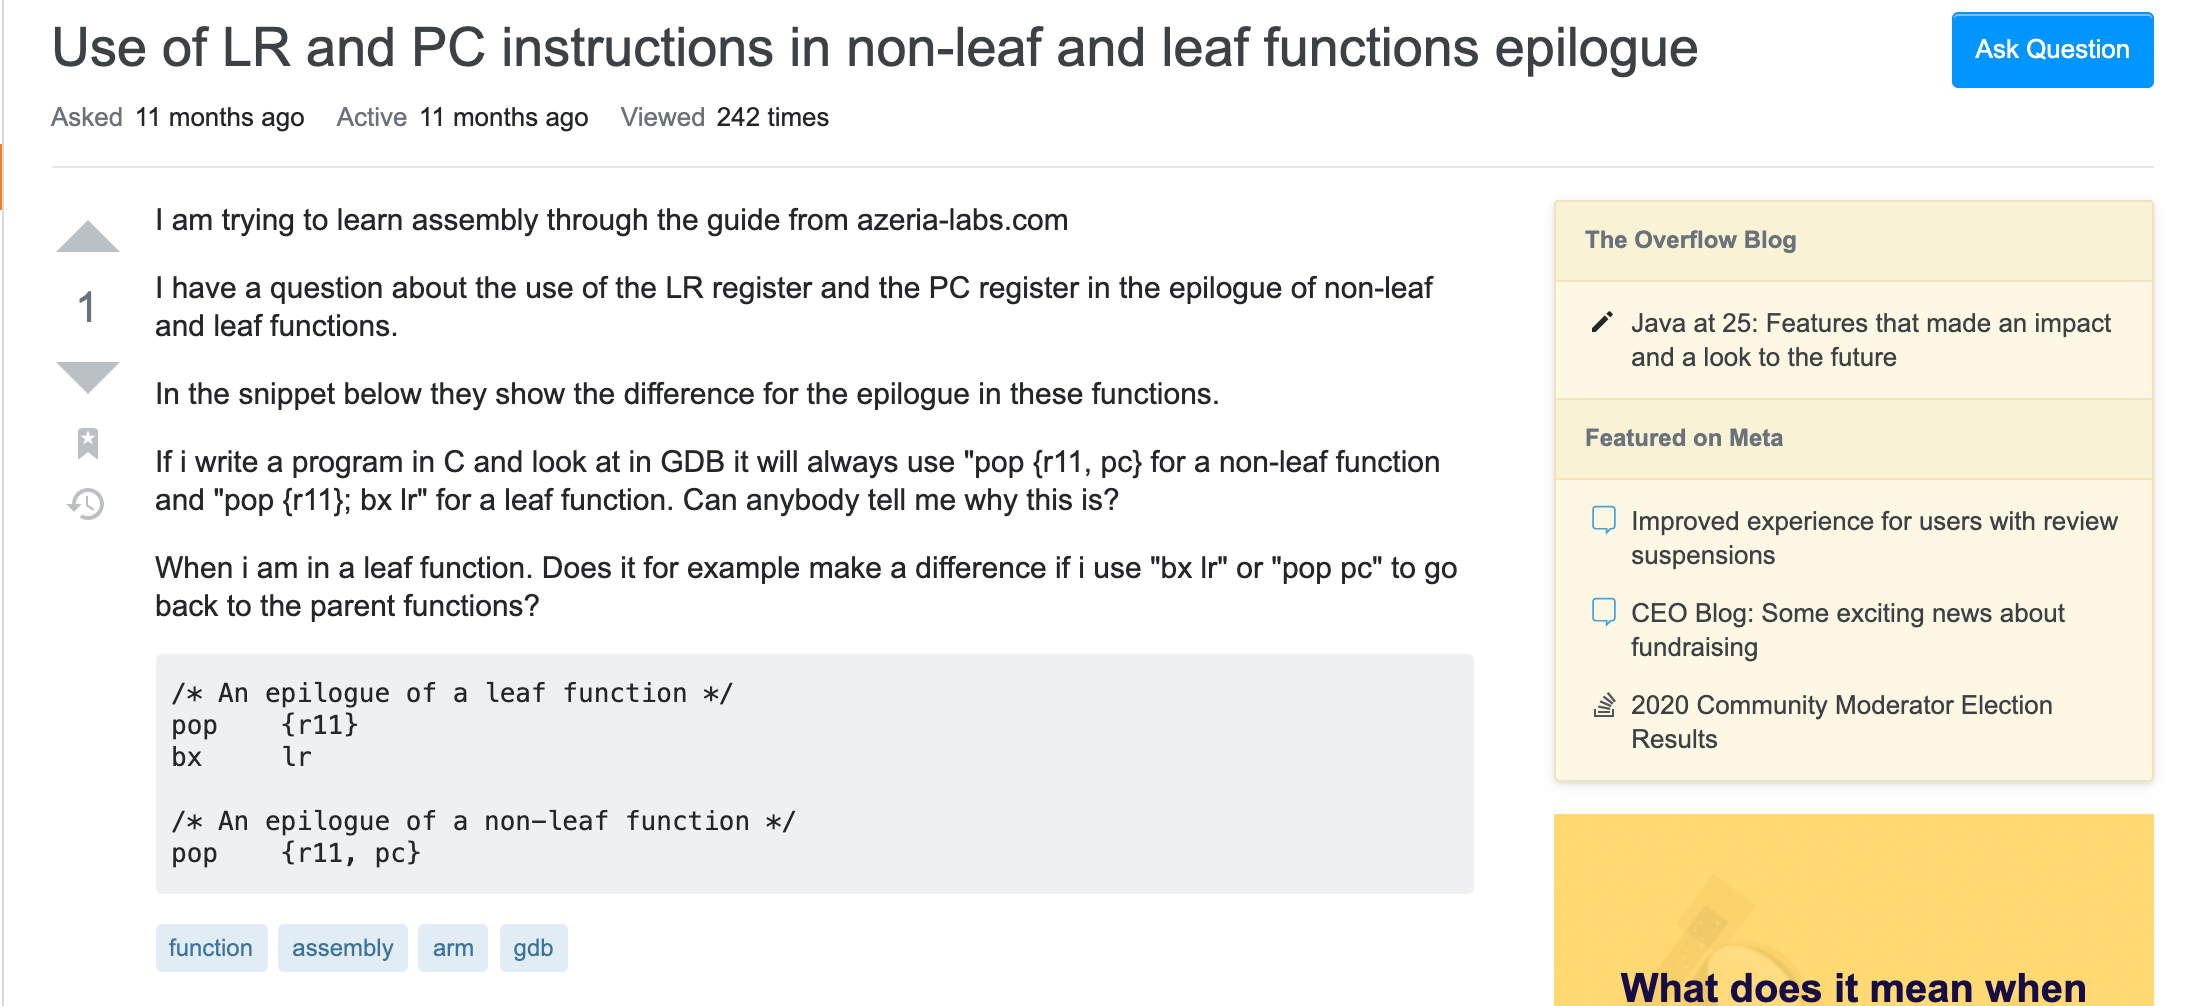 Use of LR and PC instructions in non-leaf and leaf functions epilogue
Ask Question
Asked 11 months ago Active 11 months ago Viewed 242 times
1
I am trying to learn assembly through the guide from azeria-labs.com
I have a question about the use of the LR register and the PC register in the epilogue of non-leaf
and leaf functions.
In the snippet below they show the difference for the epilogue in these functions.
If i write a program in C and look at in GDB it will always use "pop {r11, pc} for a non-leaf function
and "pop {r11}; bx lr" for a leaf function. Can anybody tell me why this is?
When i am in a leaf function. Does it for example make a difference if i use "bx lr" or "pop pc" to go
back to the parent functions?
/* An epilogue of a leaf function */
pop    {r11}
bx     lr
/* An epilogue of a non-leaf function */
pop    {r11, pc}
function assembly arm gdb
The Overflow Blog
Java at 25: Features that made an impact
and a look to the future
Featured on Meta
Improved experience for users with review
suspensions
CEO Blog: Some exciting news about
fundraising
2020 Community Moderator Election
Results
What does it mean when